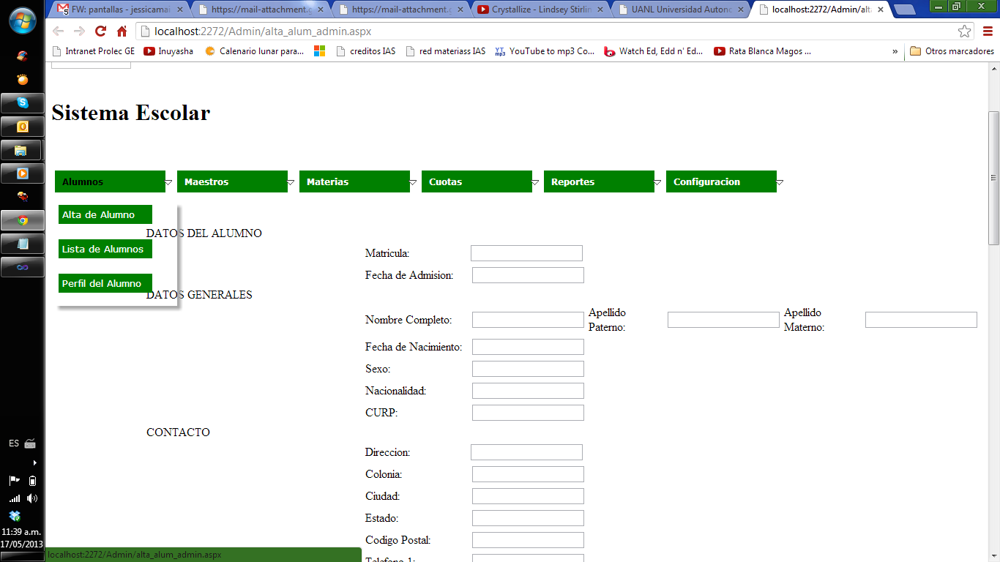 FW: pantallas - jessicamai
https://mail-attachment.g
https://mail-attachment.g
Crystallize - Lindsey Stirlin
UANL Universidad Autono
localhost:2272/Admin/alta
localhost:2272/Admin/alta_alum_admin.aspx
Intranet Prolec GE
Inuyasha
Calenario lunar para...
creditos IAS
red materiass IAS
YouTube to mp3 Co...
Watch Ed, Edd n' Ed...
Rata Blanca Magos ...
»
Otros marcadores
Sistema Escolar
Alumnos
Maestros
Materias
Cuotas
Reportes
Configuracion
Alta de Alumno
Lista de Alumnos
Perfil del Alumno
DATOS DEL ALUMNO
Matricula:
Fecha de Admision:
DATOS GENERALES
Nombre Completo:
Apellido
Paterno:
Apellido
Materno:
Fecha de Nacimiento:
Sexo:
Nacionalidad:
CURP:
CONTACTO
Direccion:
Colonia:
Ciudad:
Estado:
Codigo Postal:
Telefono 1:
ES
11:39 a.m.
17/05/2013
localhost:2272/Admin/alta_alum_admin.aspx